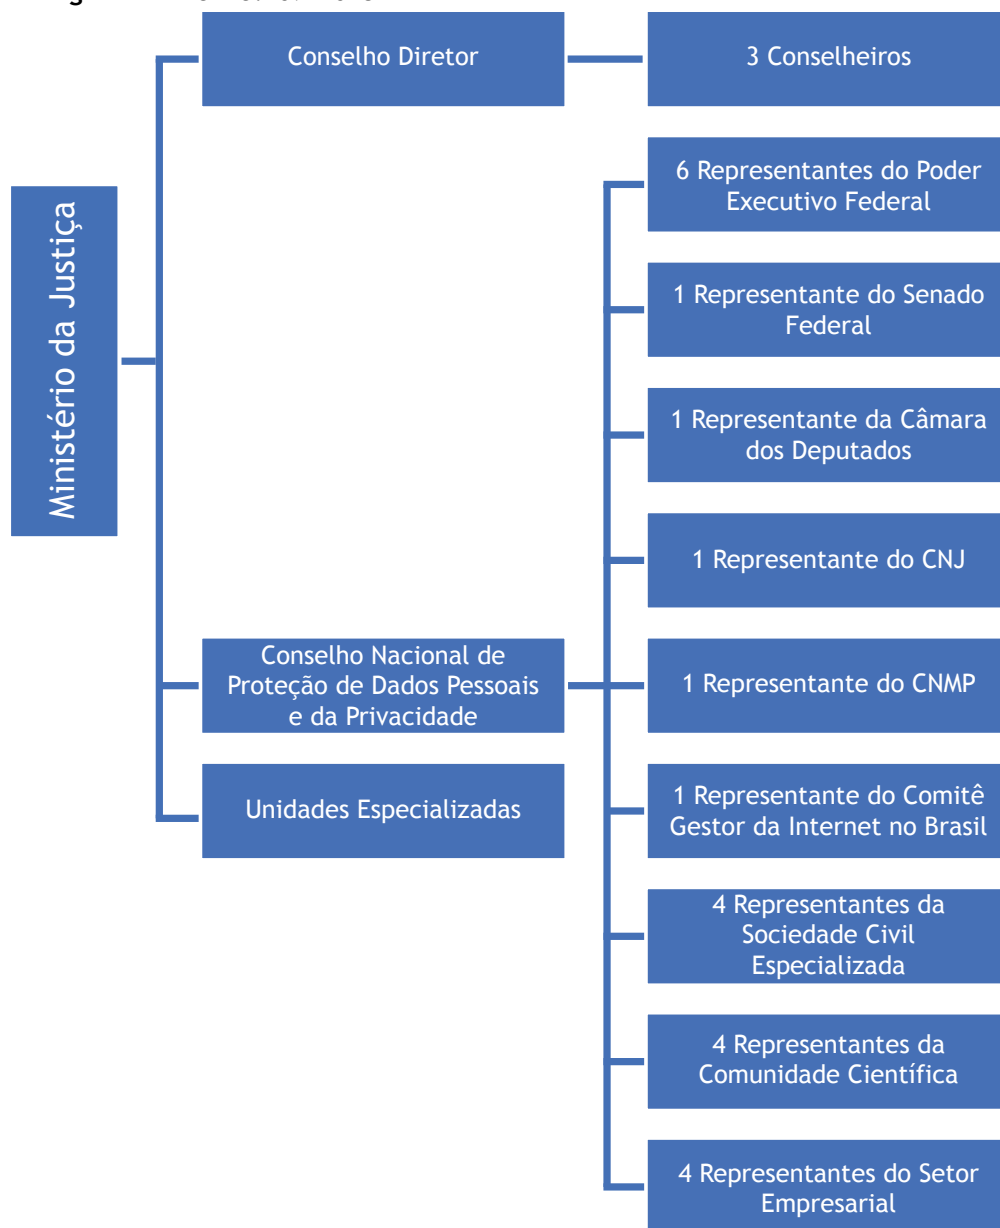 Ministério da Justiça
Conselho Diretor
3 Conselheiros
Conselho Nacional de
Proteção de Dados Pessoais
e da Privacidade
6 Representantes do Poder
Executivo Federal
1 Representante do Senado
Federal
1 Representante da Câmara
dos Deputados
1 Representante do CNJ
1 Representante do CNMP
1 Representante do Comitê
Gestor da Internet no Brasil
4 Representantes da
Sociedade Civil
Especializada
4 Representantes da
Comunidade Científica
4 Representantes do Setor
Empresarial
Unidades Especializadas